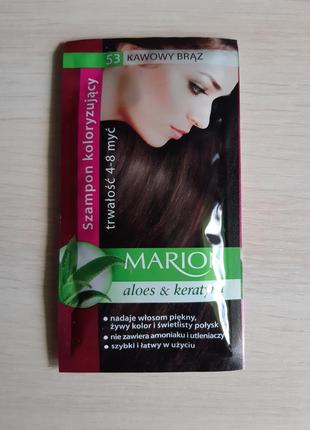 53 KAWOWY BRĄZ
Szampon koloryzujący
trwałość 4-8 myć
MARION
aloes & keratyna
• nadaje włosom piękny,
żywy kolor i świetlisty połysk
• nie zawiera amoniaku i utleniaczy
• szybki i łatwy w użyciu